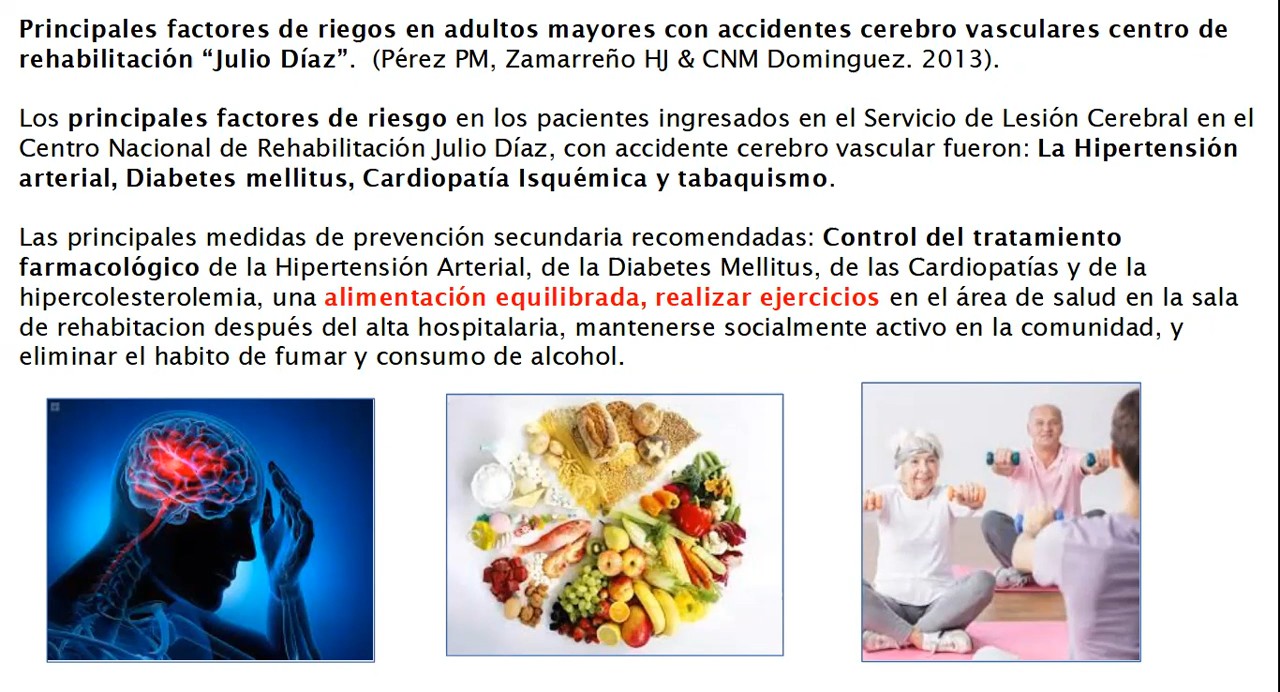 Principales factores de riegos en adultos mayores con accidentes cerebro vasculares centro de
rehabilitación “Julio Díaz”.  (Pérez PM, Zamarreño HJ & CNM Dominguez. 2013).
Los principales factores de riesgo en los pacientes ingresados en el Servicio de Lesión Cerebral en el
Centro Nacional de Rehabilitación Julio Díaz, con accidente cerebro vascular fueron: La Hipertensión
arterial, Diabetes mellitus, Cardiopatía Isquémica y tabaquismo.
Las principales medidas de prevención secundaria recomendadas: Control del tratamiento
farmacológico de la Hipertensión Arterial, de la Diabetes Mellitus, de las Cardiopatías y de la
hipercolesterolemia, una alimentación equilibrada, realizar ejercicios en el área de salud en la sala
de rehabitacion después del alta hospitalaria, mantenerse socialmente activo en la comunidad, y
eliminar el habito de fumar y consumo de alcohol.